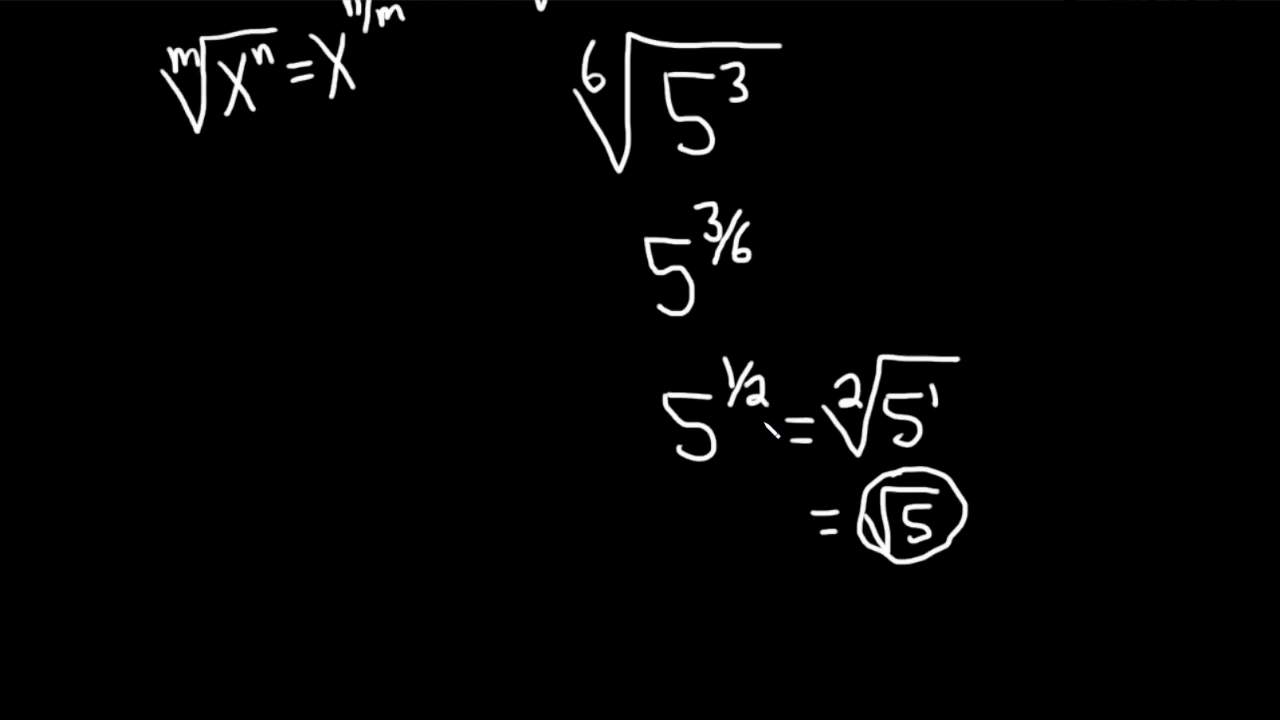 ᵐ√xⁿ = x^(n/m)
⁶√5³
5^(3/6)
5^(1/2) = ²√5¹
= √5